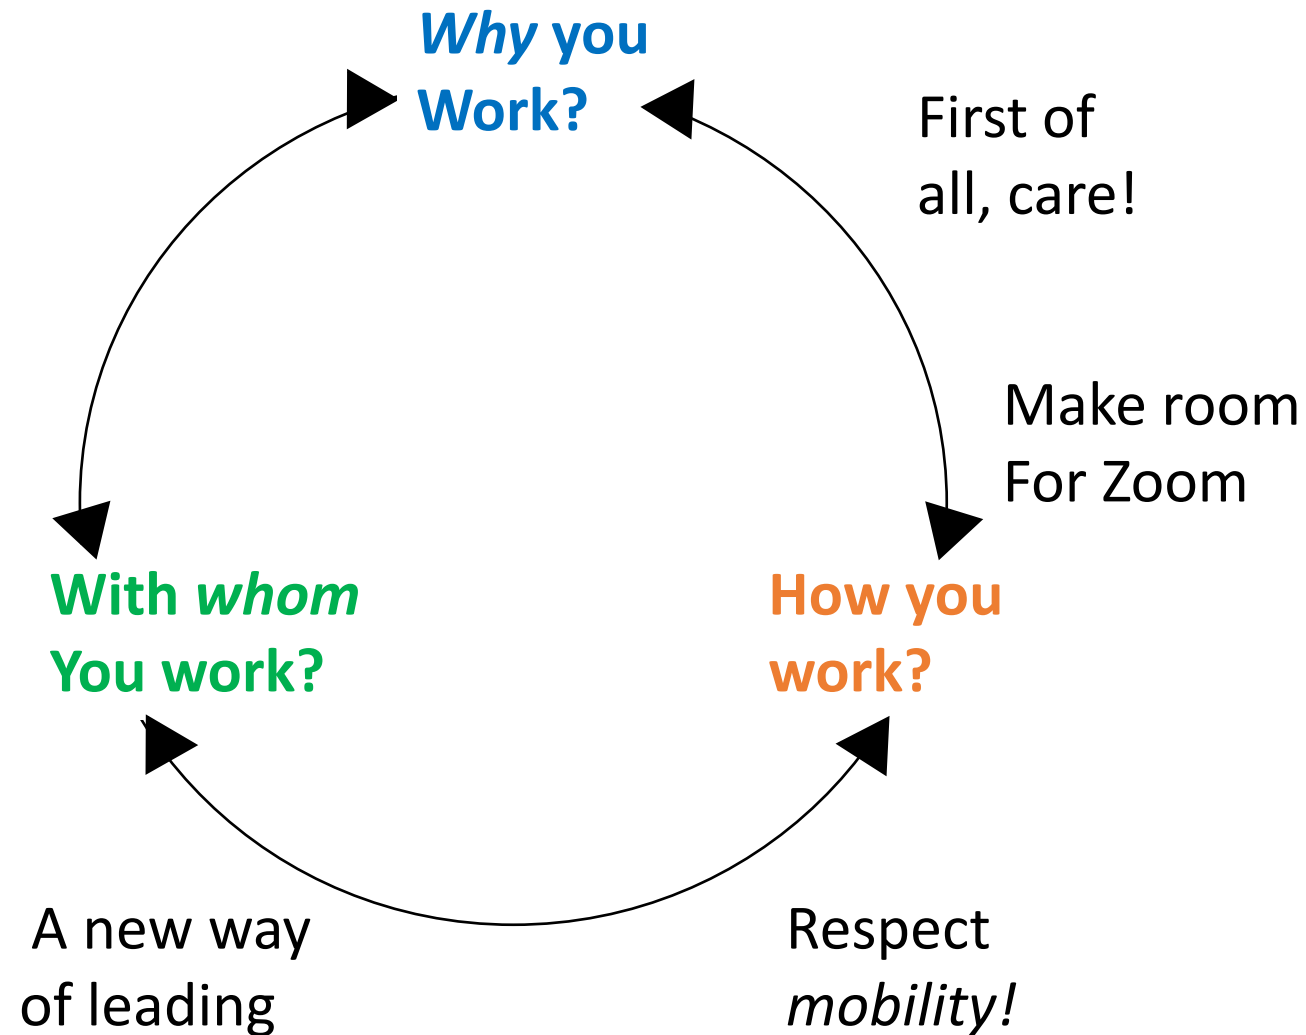 Why you
Work?
First of
all, care!
Make room
For Zoom
With whom
You work?
How you
work?
A new way
of leading
Respect
mobility!